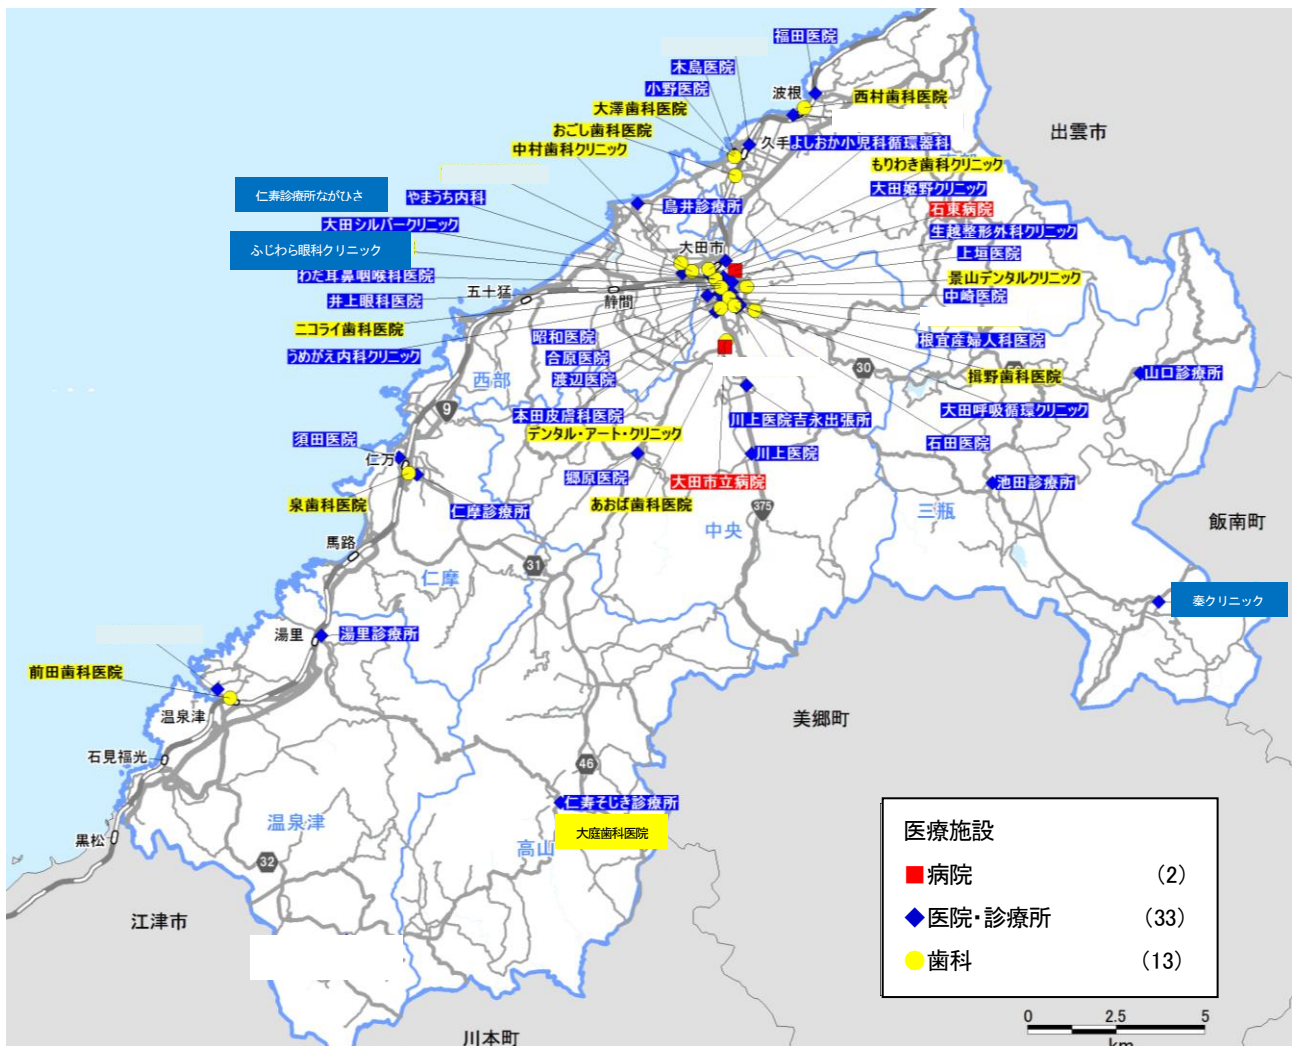 福田医院
木島医院
小野医院
波根
西村歯科医院
大澤歯科医院
出雲市
おごし歯科医院
久手
よしおか小児科循環器科
中村歯科クリニック
もりわき歯科クリニック
仁寿診療所ながひさ
やまうち内科
大田姫野クリニック
鳥井診療所
石東病院
大田シルバークリニック
生越整形外科クリニック
ふじわら眼科クリニック
大田市
上垣医院
わだ耳鼻咽喉科医院
景山デンタルクリニック
五十猛
静間
中崎医院
井上眼科医院
ニコライ歯科医院
昭和医院
根宜産婦人科医院
うめがえ内科クリニック
合原医院
30
西部
渡辺医院
揖野歯科医院
山口診療所
9
本田皮膚科医院
川上医院吉永出張所
大田呼吸循環クリニック
須田医院
デンタル・アート・クリニック
石田医院
仁万
川上医院
郷原医院
大田市立病院
池田診療所
泉歯科医院
仁摩診療所
あおば歯科医院
375
三瓶
飯南町
中央
馬路
31
仁摩
秦クリニック
湯里
湯里診療所
前田歯科医院
温泉津
美郷町
石見福光
46
仁寿そじき診療所
温泉津
大庭歯科医院
黒松
高山
32
江津市
川本町
医療施設
病院 (2)
医院・診療所 (33)
歯科 (13)
0 2.5 5
km